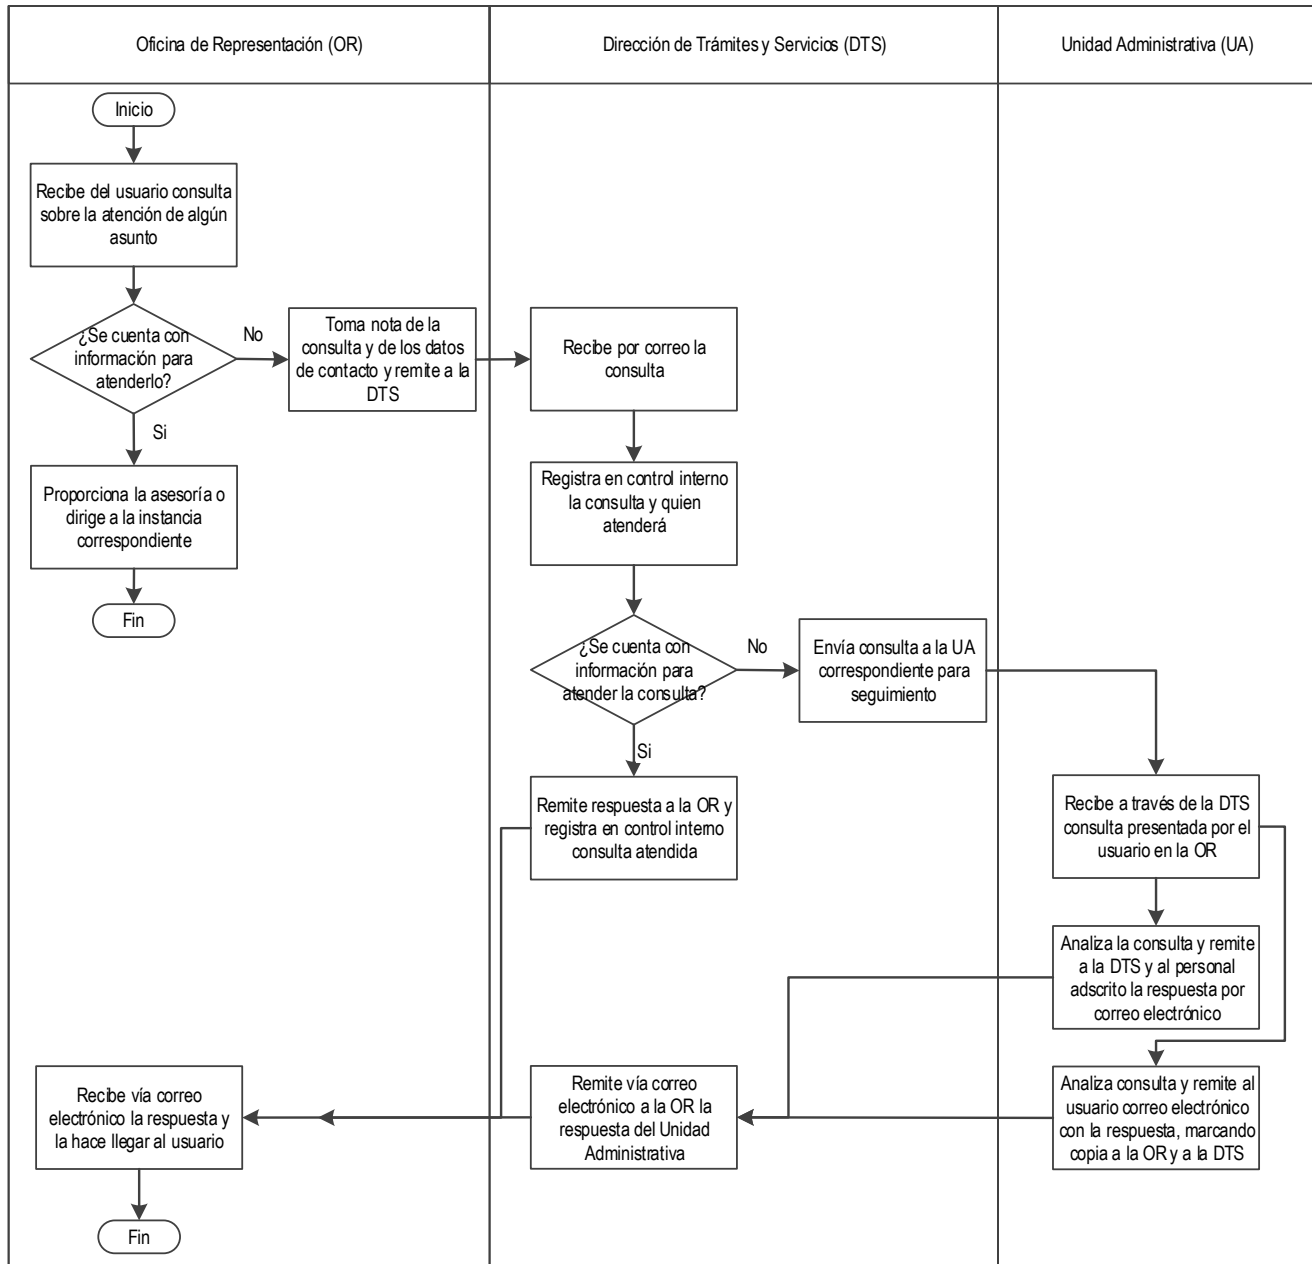 Oficina de Representación (OR)
Dirección de Trámites y Servicios (DTS)
Unidad Administrativa (UA)
Inicio
Recibe del usuario consulta
sobre la atención de algún
asunto
¿Se cuenta con
información para
atenderlo?
No
Si
Toma nota de la
consulta y de los datos
de contacto y remite a la
DTS
Proporciona la asesoría o
dirige a la instancia
correspondiente
Fin
Recibe por correo la
consulta
Registra en control interno
la consulta y quien
atenderá
¿Se cuenta con
información para
atender la consulta?
No
Si
Envía consulta a la UA
correspondiente para
seguimiento
Remite respuesta a la OR y
registra en control interno
consulta atendida
Recibe a través de la DTS
consulta presentada por el
usuario en la OR
Analiza la consulta y remite
a la DTS y al personal
adscrito la respuesta por
correo electrónico
Analiza consulta y remite al
usuario correo electrónico
con la respuesta, marcando
copia a la OR y a la DTS
Remite vía correo
electrónico a la OR la
respuesta del Unidad
Administrativa
Recibe vía correo
electrónico la respuesta y
la hace llegar al usuario
Fin